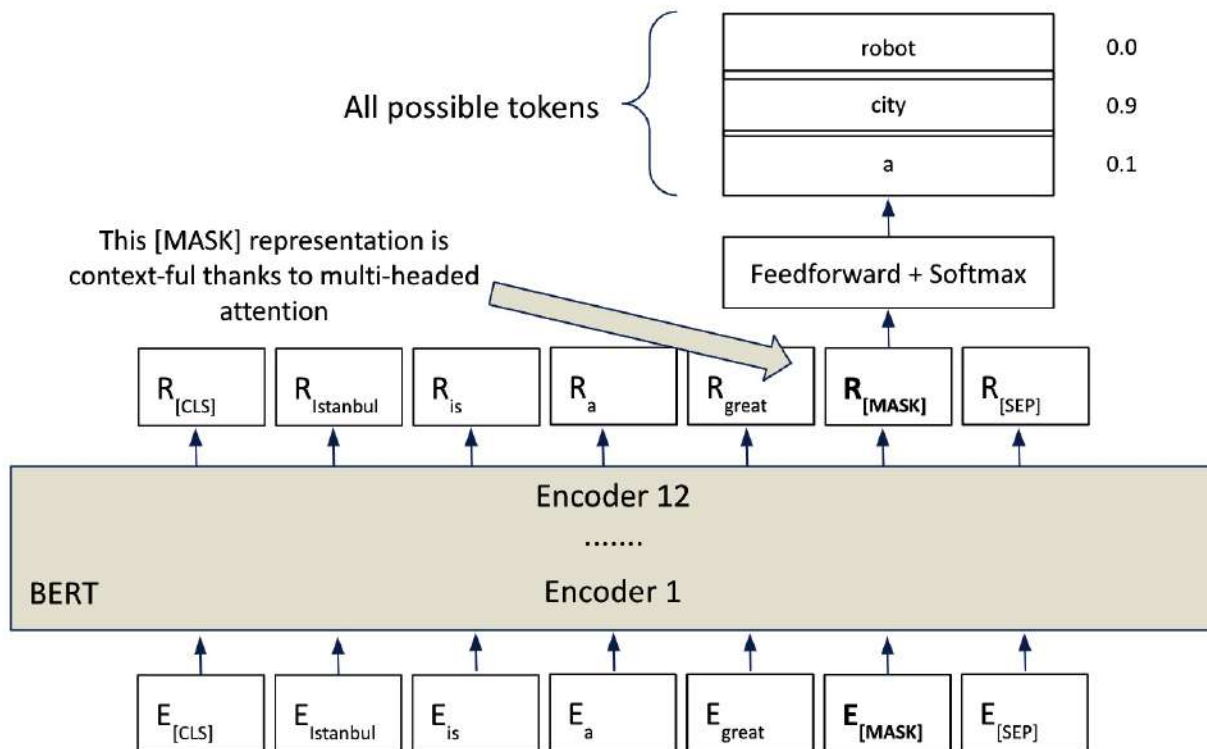 robot 0.0
All possible tokens
city 0.9
a 0.1
This [MASK] representation is
context-ful thanks to multi-headed
attention
Feedforward + Softmax
R[CLS] RIstanbul Ris Ra Rgreat R[MASK] R[SEP]
Encoder 12
.......
BERT
Encoder 1
E[CLS] EIstanbul Eis Ea Egreat E[MASK] E[SEP]